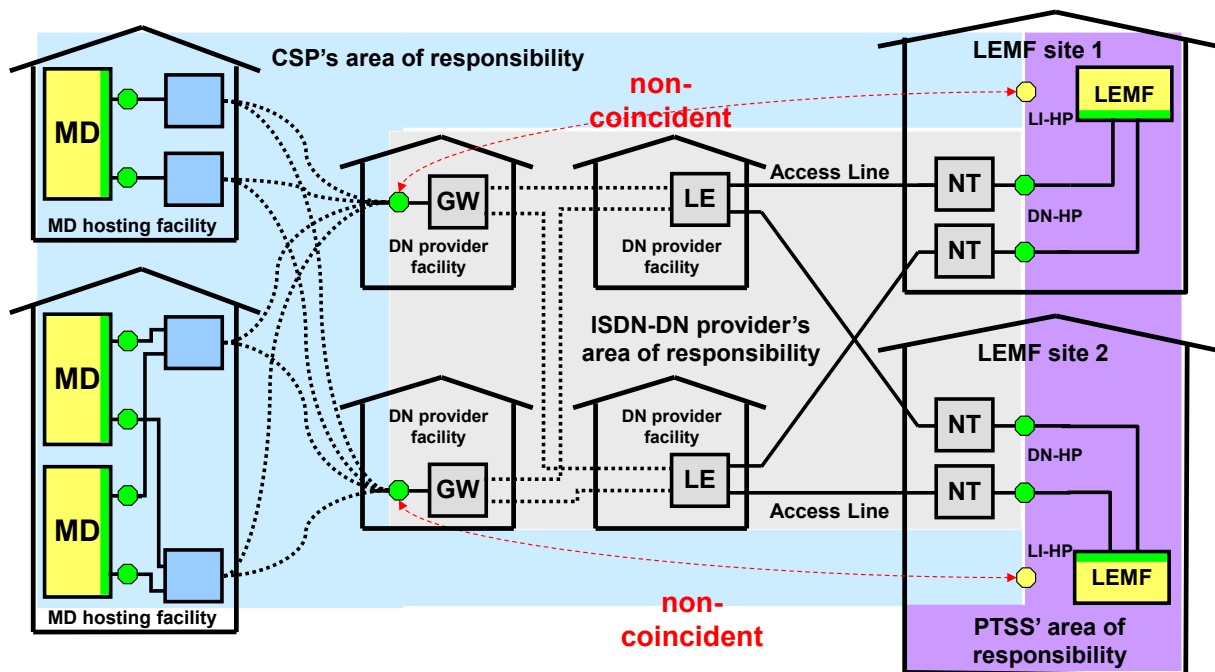 CSP's area of responsibility
MD
MD hosting facility
MD
MD
MD hosting facility
non-
coincident
GW
DN provider
facility
LE
DN provider
facility
Access Line
ISDN-DN provider's
area of responsibility
DN provider
facility
GW
DN provider
facility
LE
Access Line
non-
coincident
LEMF site 1
LEMF
LI-HP
NT
DN-HP
NT
LEMF site 2
NT
DN-HP
NT
LI-HP
LEMF
PTSS' area of
responsibility